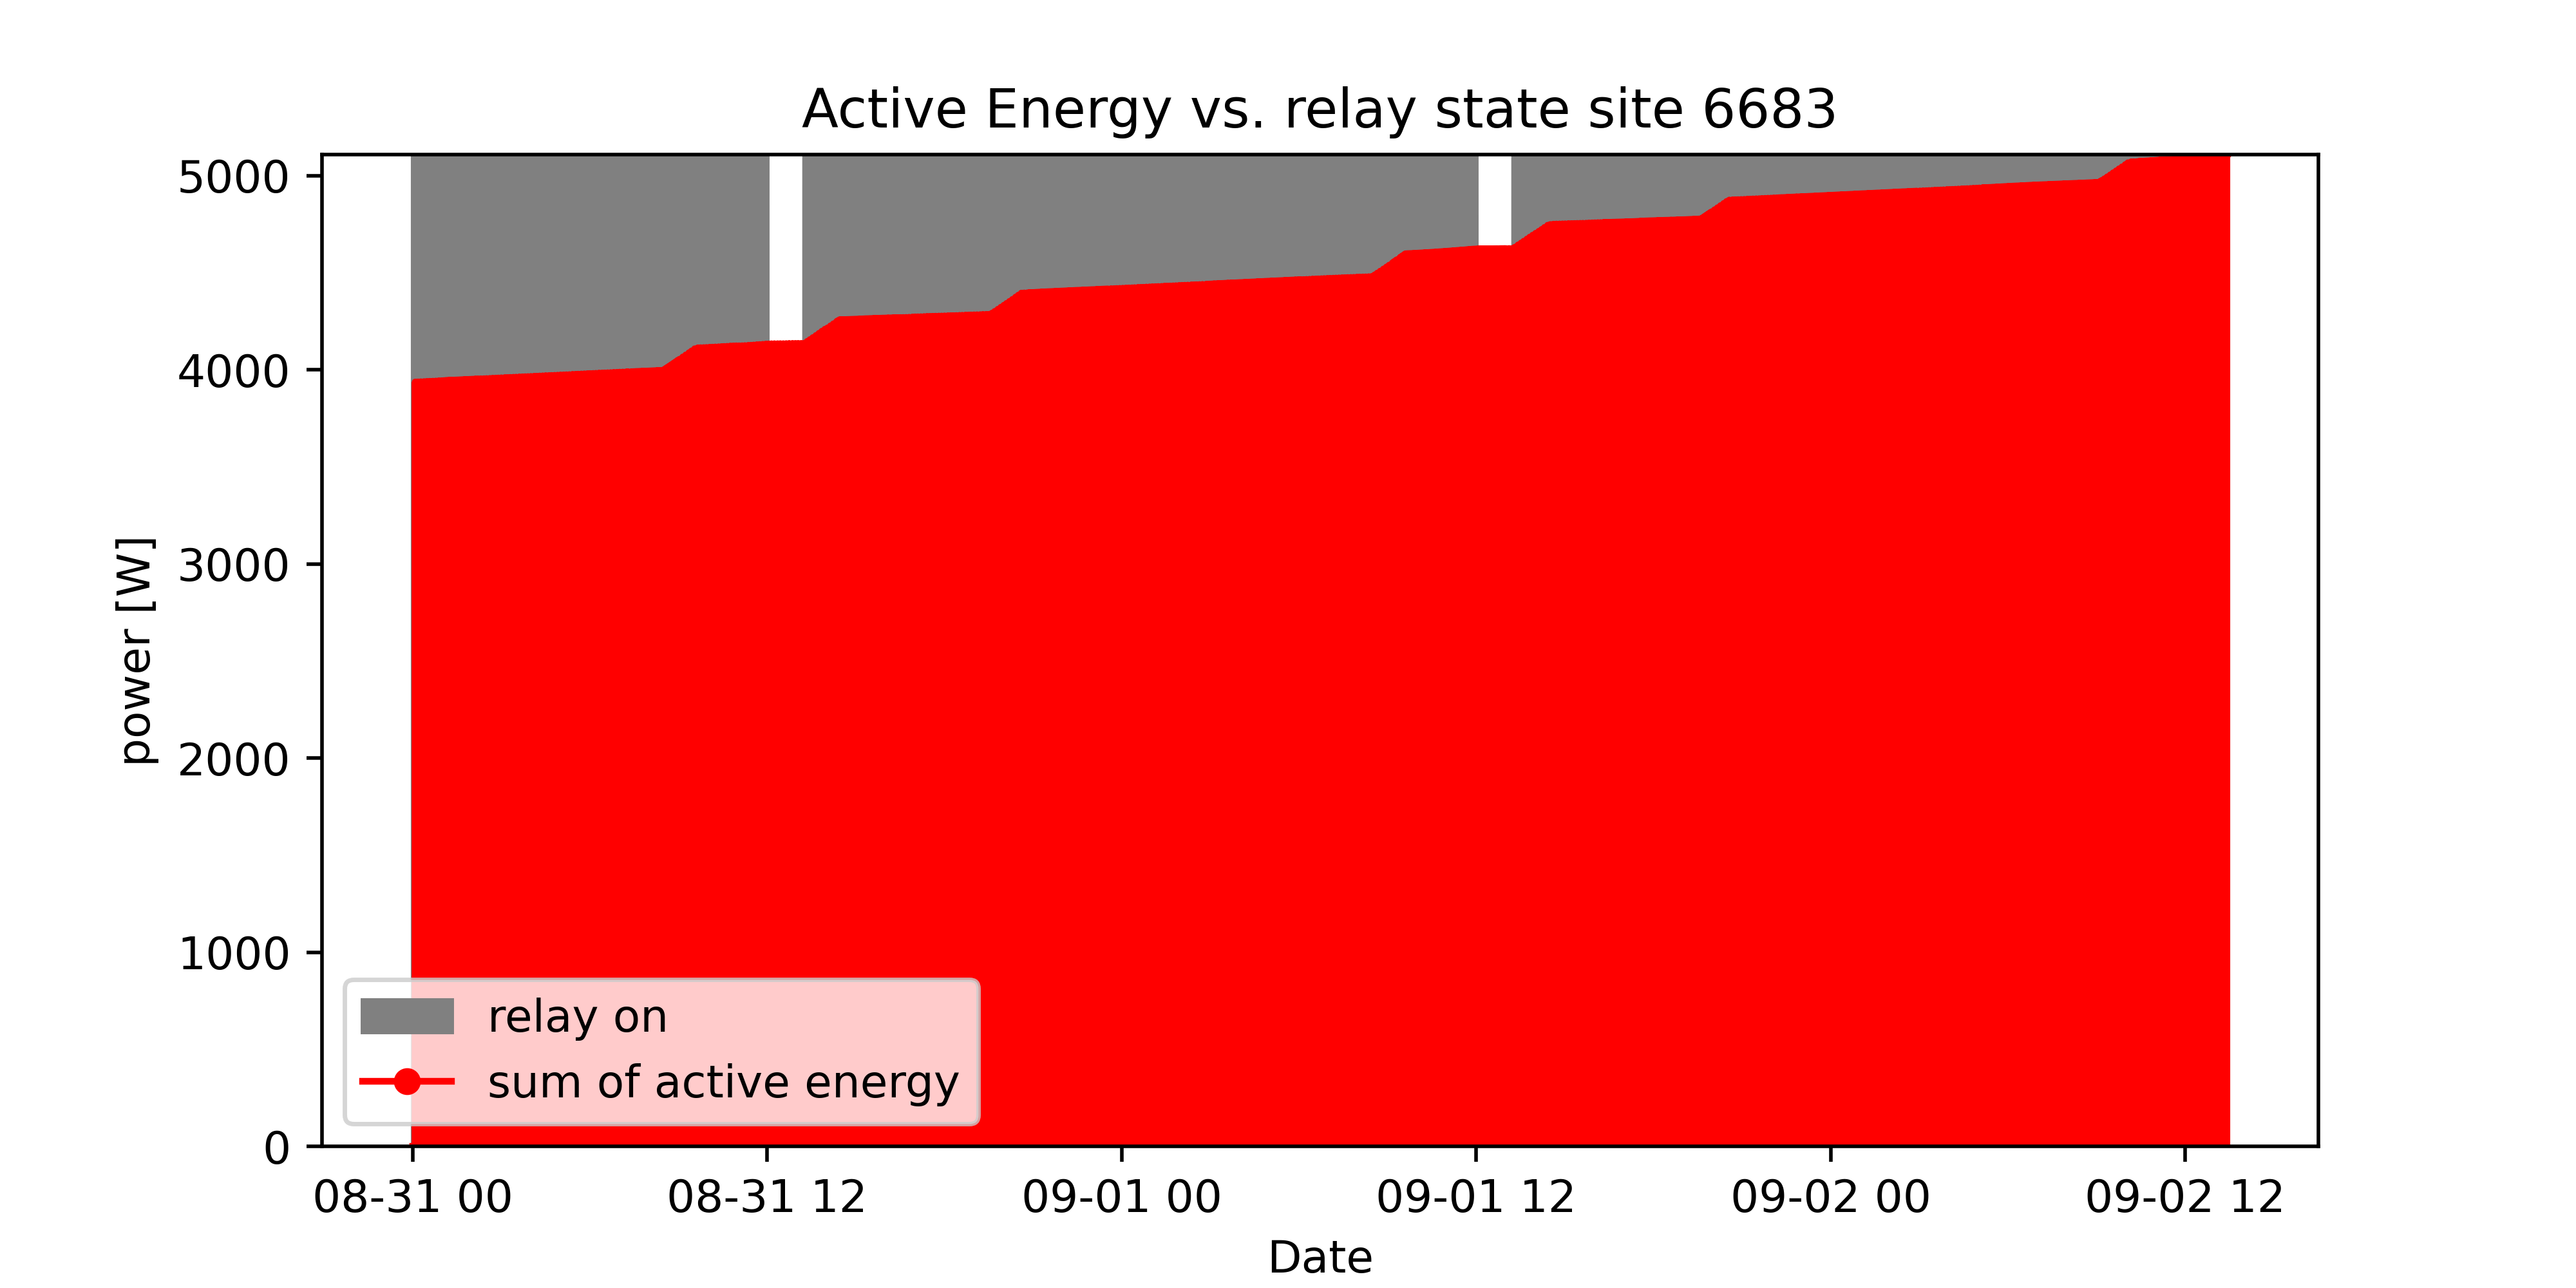 Active Energy vs. relay state site 6683
5000
4000
3000
2000
1000
0
power [W]
relay on
sum of active energy
08-31 00 08-31 12 09-01 00 09-01 12 09-02 00 09-02 12
Date